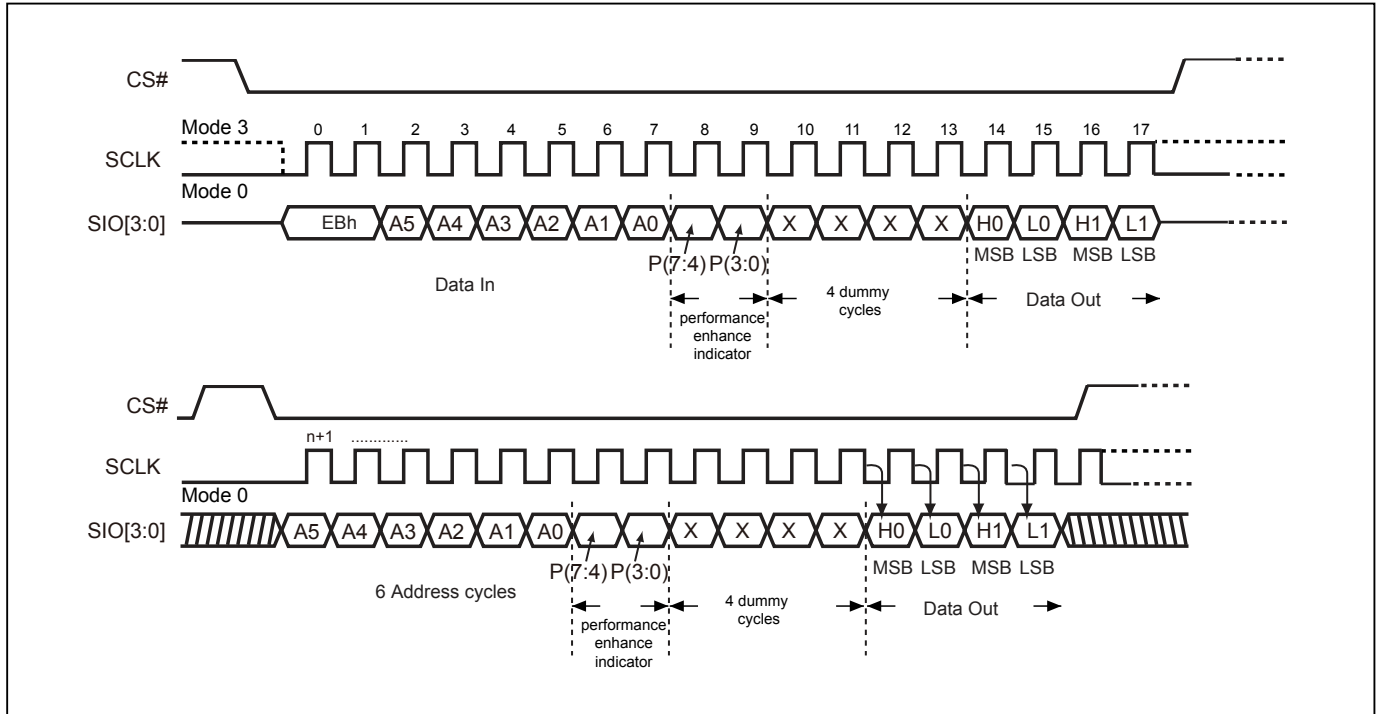 CS#
Mode 3
0 1 2 3 4 5 6 7 8 9 10 11 12 13 14 15 16 17
SCLK
Mode 0
SIO[3:0] EBh A5 A4 A3 A2 A1 A0 X X X X H0 L0 H1 L1
P(7:4) P(3:0) MSB LSB MSB LSB
Data In
4 dummy
cycles
Data Out
performance
enhance
indicator
CS#
n+1 .............
SCLK
Mode 0
SIO[3:0] A5 A4 A3 A2 A1 A0 X X X X H0 L0 H1 L1
P(7:4) P(3:0) MSB LSB MSB LSB
6 Address cycles
4 dummy
cycles
Data Out
performance
enhance
indicator